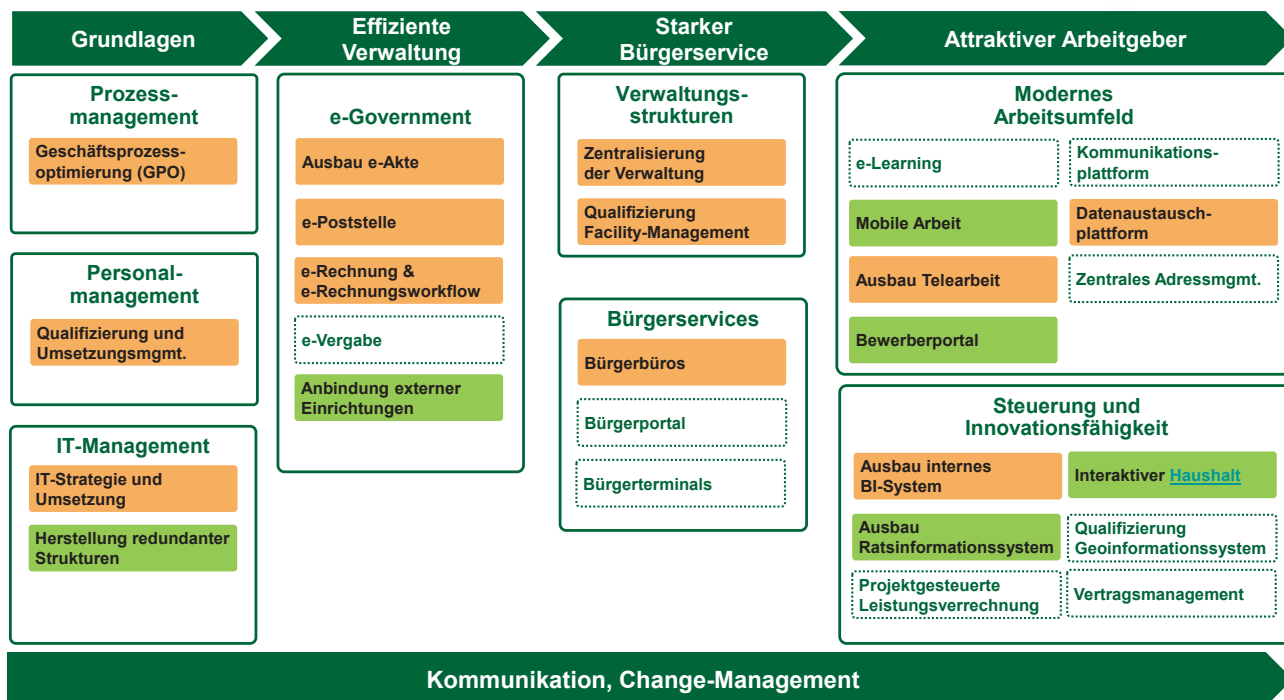 Grundlagen
Effiziente
Verwaltung
Starker
Bürgerservice
Attraktiver Arbeitgeber
Prozess-
management
Geschäftsprozess-
optimierung (GPO)
Personal-
management
Qualifizierung und
Umsetzungsmgmt.
IT-Management
IT-Strategie und
Umsetzung
Herstellung redundanter
Strukturen
e-Government
Ausbau e-Akte
e-Poststelle
e-Rechnung &
e-Rechnungsworkflow
e-Vergabe
Anbindung externer
Einrichtungen
Verwaltungs-
strukturen
Zentralisierung
der Verwaltung
Qualifizierung
Facility-Management
Bürgerservices
Bürgerbüros
Bürgerportal
Bürgerterminals
Modernes
Arbeitsumfeld
e-Learning
Kommunikations-
plattform
Mobile Arbeit
Datenaustausch-
plattform
Ausbau Telearbeit
Zentrales Adressmgmt.
Bewerberportal
Steuerung und
Innovationsfähigkeit
Ausbau internes
BI-System
Interaktiver Haushalt
Ausbau
Ratsinformationssystem
Qualifizierung
Geoinformationssystem
Projektgesteuerte
Leistungsverrechnung
Vertragsmanagement
Kommunikation, Change-Management